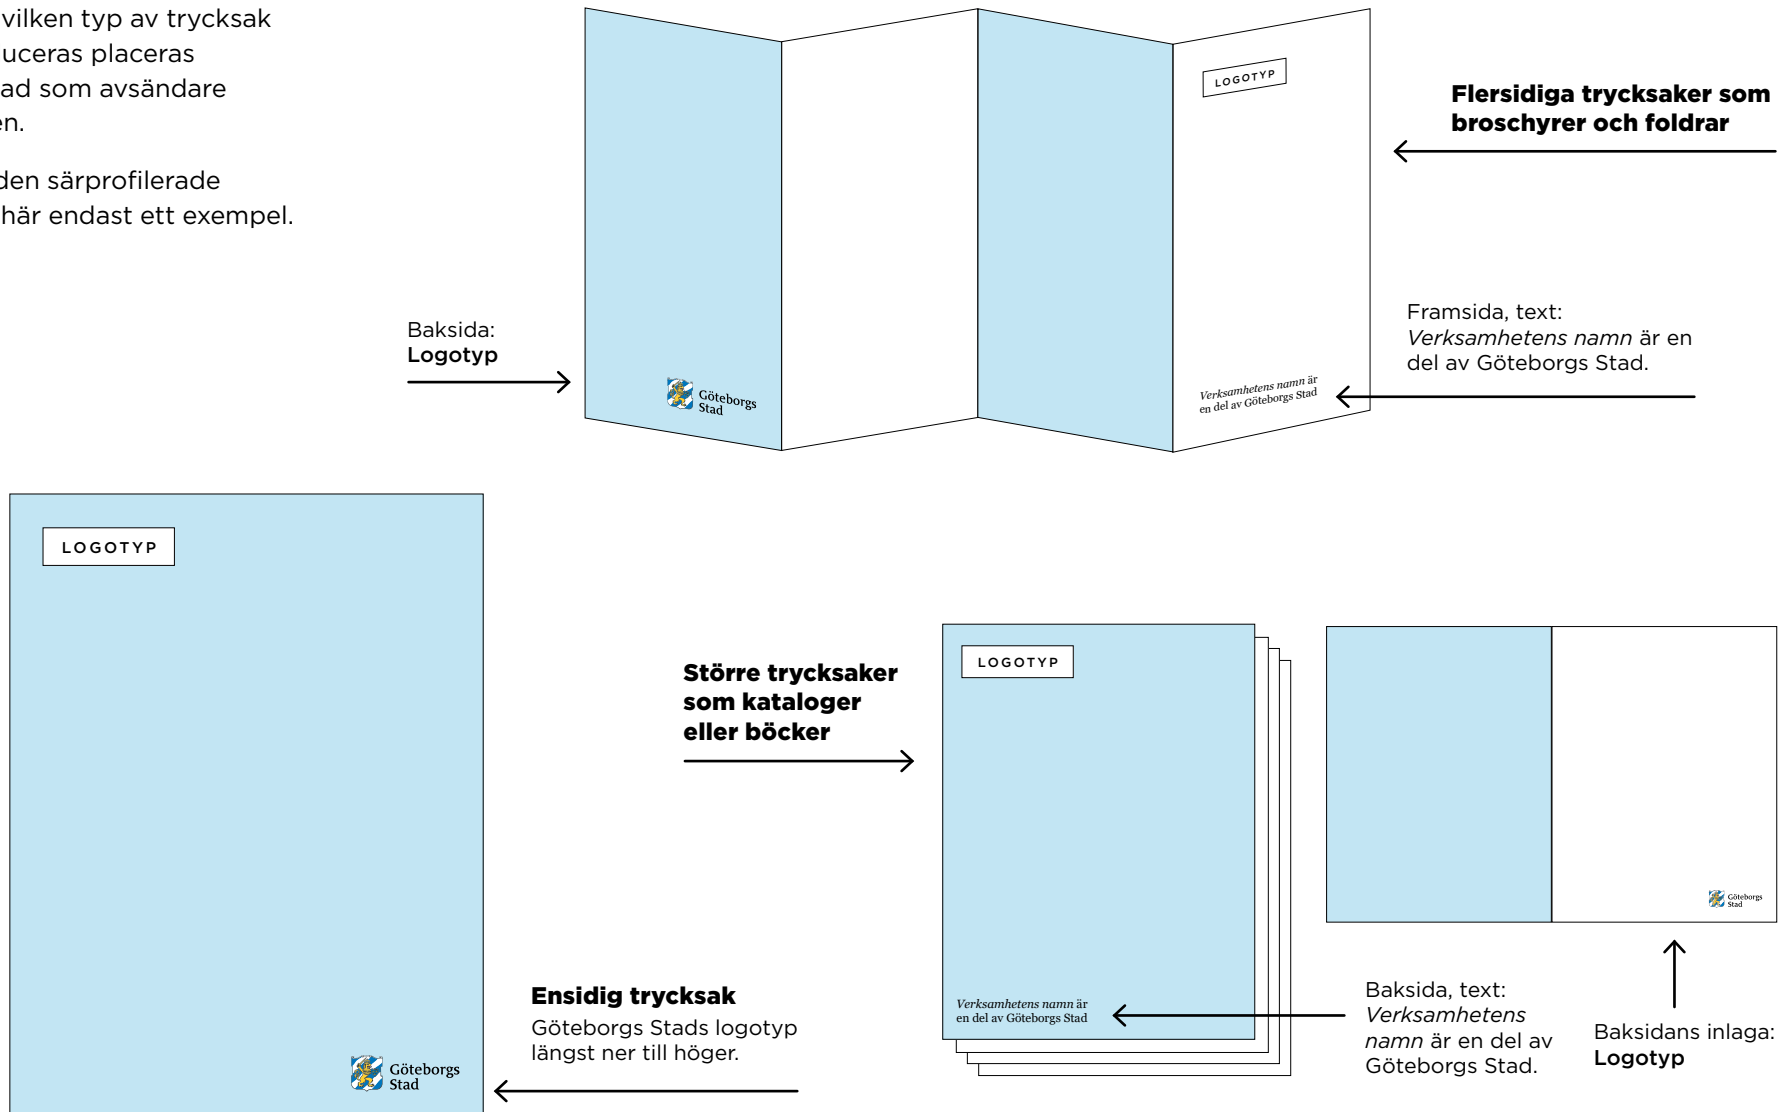 vilken typ av trycksak
uceras placeras
ad som avsändare
en.
den särprofilerade
här endast ett exempel.
LOGOTYP
Flersidiga trycksaker som
broschyrer och foldrar
Baksida:
Logotyp
Göteborgs
Stad
Verksamhetens namn är
en del av Göteborgs Stad
Framsida, text:
Verksamhetens namn är en
del av Göteborgs Stad.
LOGOTYP
Göteborgs
Stad
Ensidig trycksak
Göteborgs Stads logotyp
längst ner till höger.
Större trycksaker
som kataloger
eller böcker
LOGOTYP
Verksamhetens namn är
en del av Göteborgs Stad
Baksida, text:
Verksamhetens
namn är en del av
Göteborgs Stad.
Göteborgs
Stad
Baksidans inlaga:
Logotyp